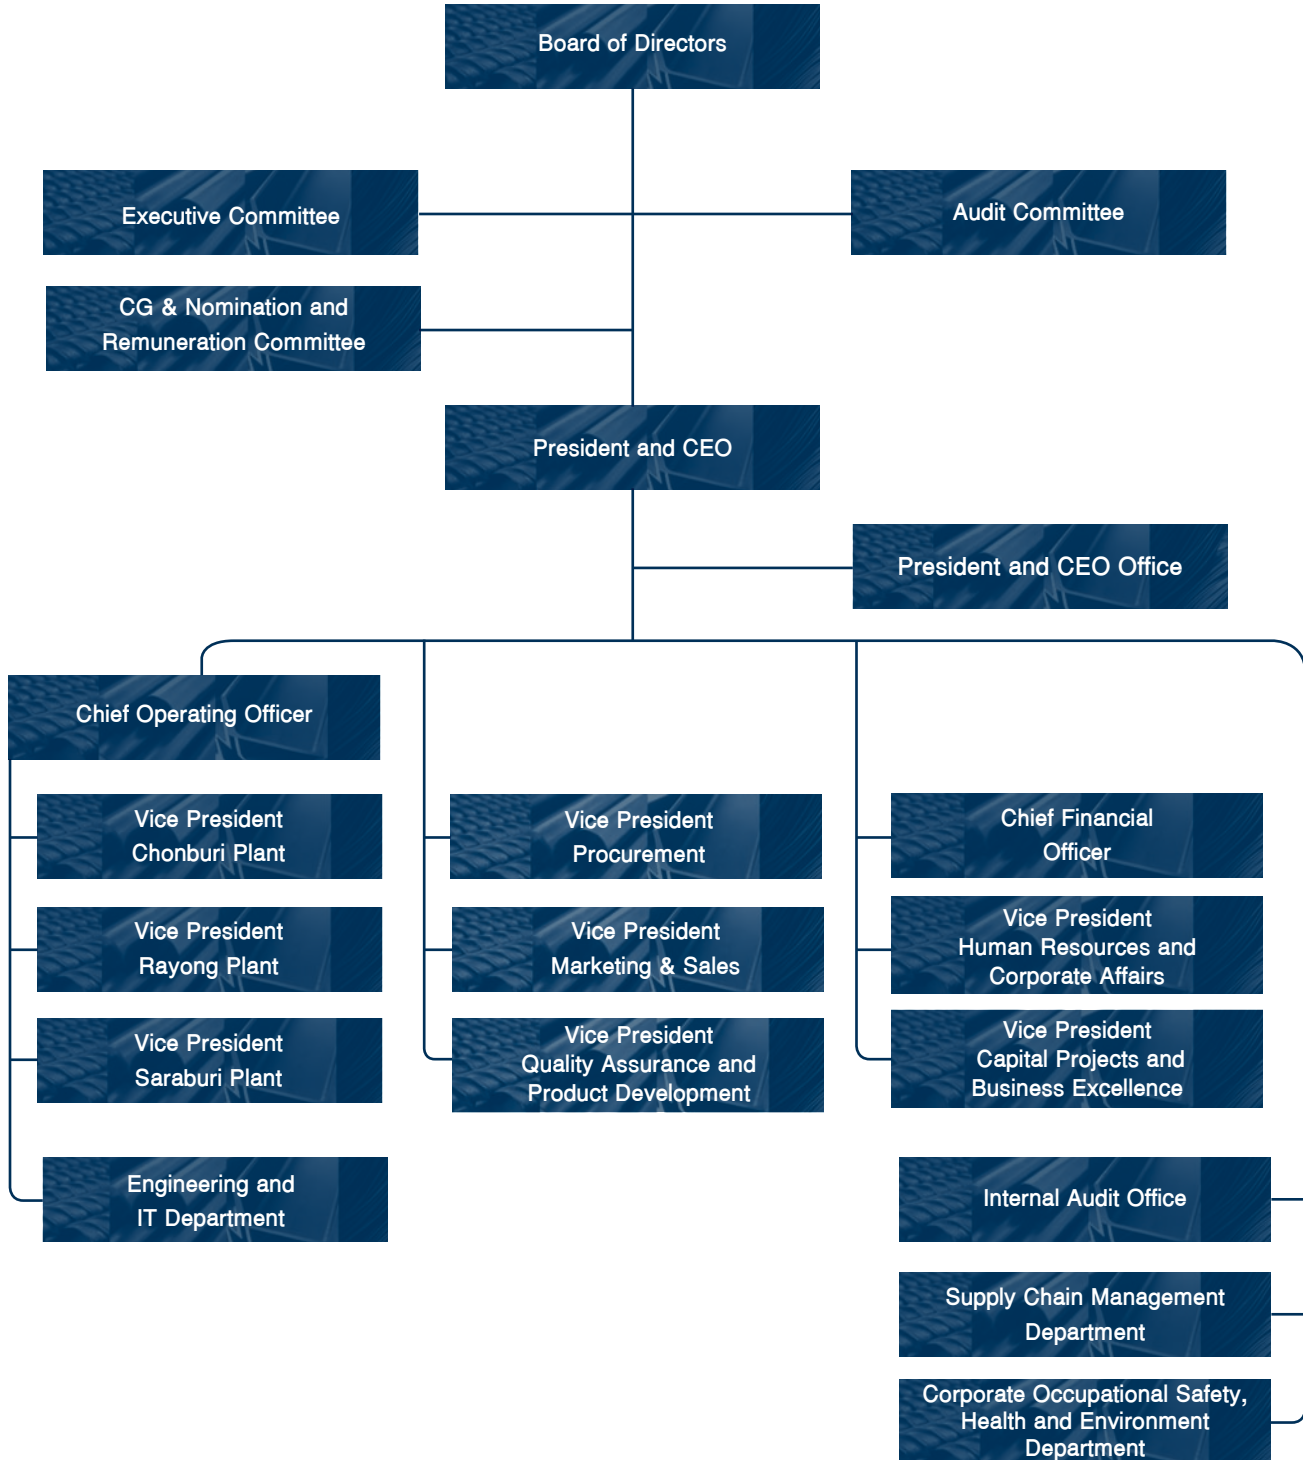 Board of Directors
Executive Committee
Audit Committee
CG & Nomination and
Remuneration Committee
President and CEO
President and CEO Office
Chief Operating Officer
Vice President
Chonburi Plant
Vice President
Rayong Plant
Vice President
Saraburi Plant
Engineering and
IT Department
Vice President
Procurement
Vice President
Marketing & Sales
Vice President
Quality Assurance and
Product Development
Chief Financial
Officer
Vice President
Human Resources and
Corporate Affairs
Vice President
Capital Projects and
Business Excellence
Internal Audit Office
Supply Chain Management
Department
Corporate Occupational Safety,
Health and Environment
Department